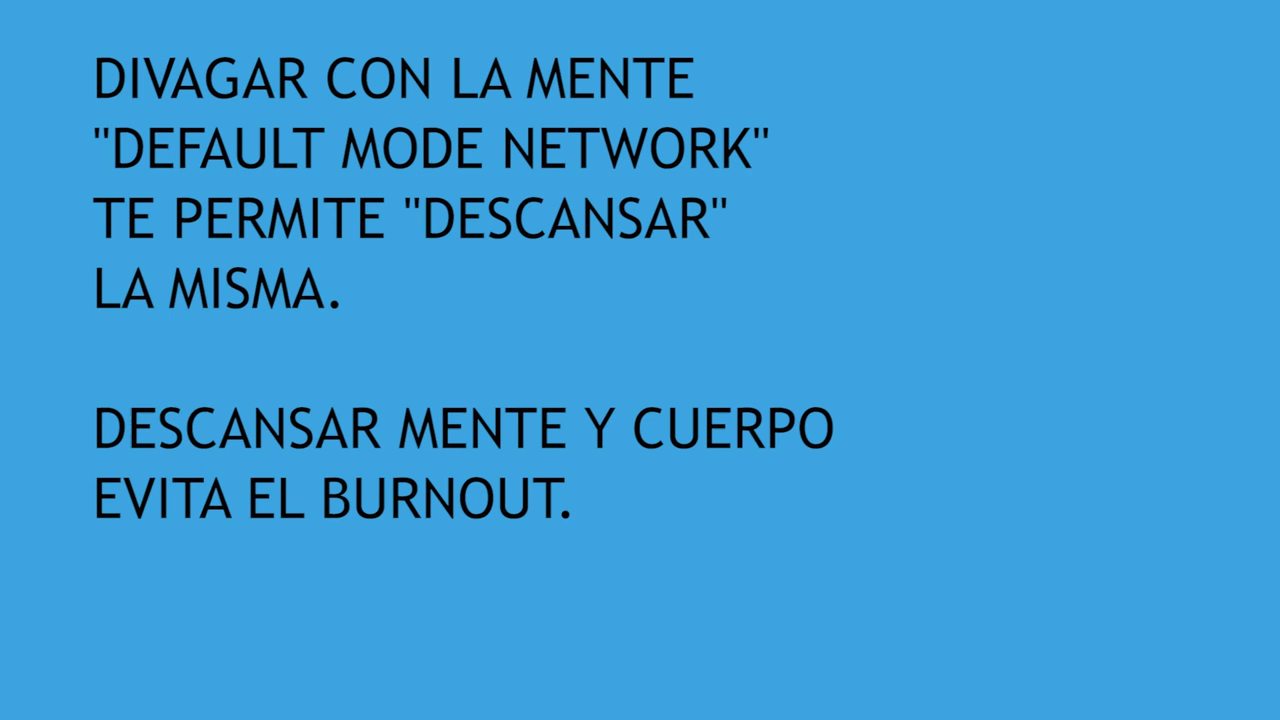 DIVAGAR CON LA MENTE
"DEFAULT MODE NETWORK"
TE PERMITE "DESCANSAR"
LA MISMA.
DESCANSAR MENTE Y CUERPO
EVITA EL BURNOUT.